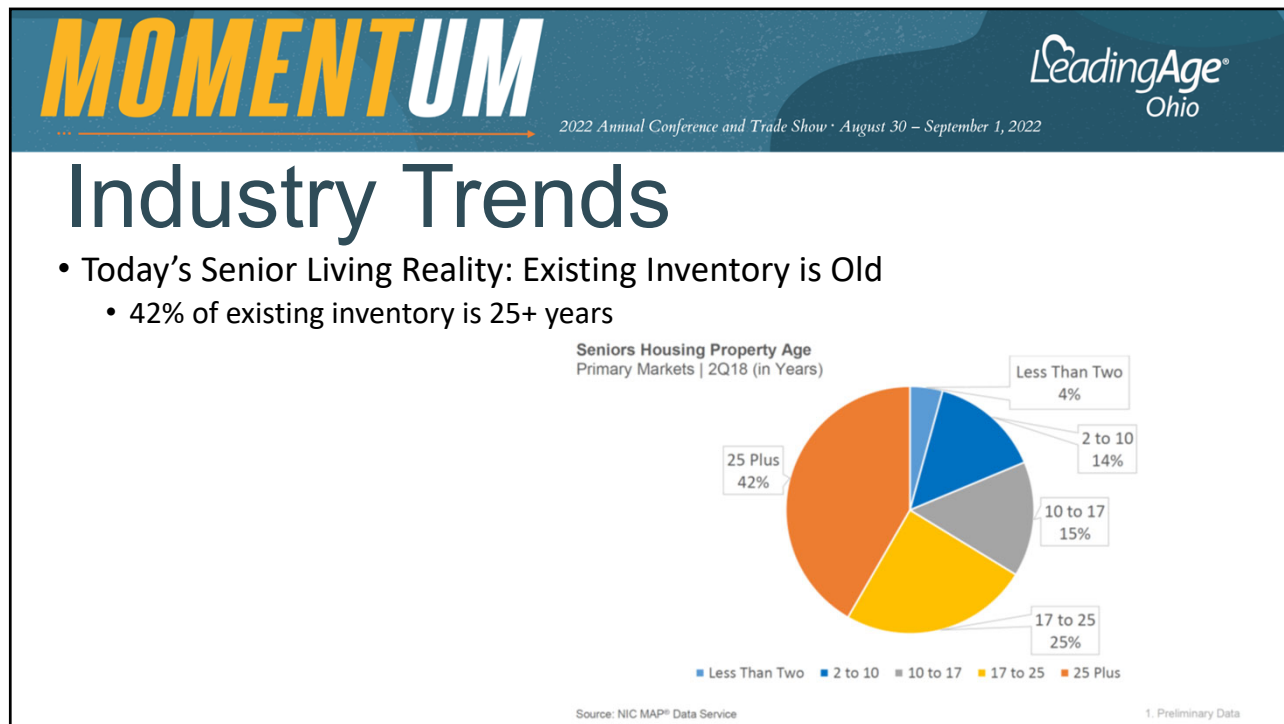 MOMENTUM
LeadingAge®
Ohio
2022 Annual Conference and Trade Show · August 30 – September 1, 2022
Industry Trends
• Today's Senior Living Reality: Existing Inventory is Old
• 42% of existing inventory is 25+ years
Seniors Housing Property Age
Primary Markets | 2Q18 (in Years)
Less Than Two
4%
2 to 10
14%
25 Plus
42%
10 to 17
15%
17 to 25
25%
Less Than Two 2 to 10 10 to 17 17 to 25 25 Plus
Source: NIC MAP® Data Service
1. Preliminary Data